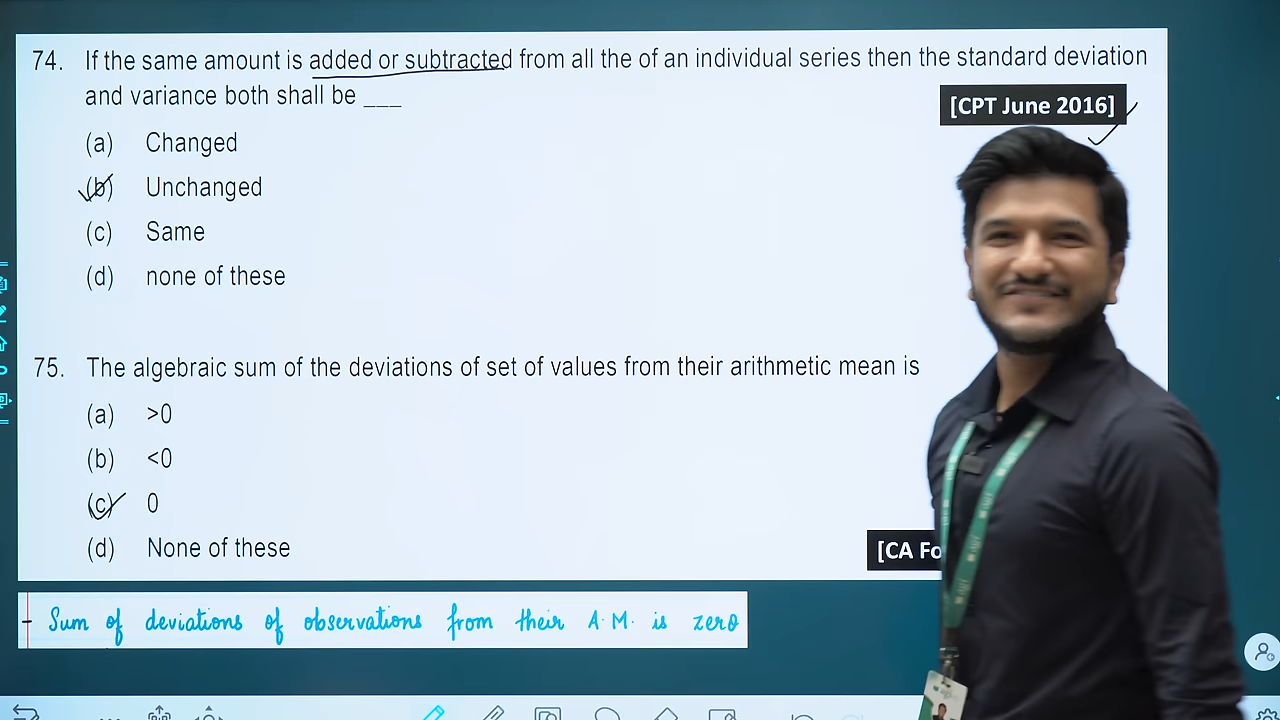 74. If the same amount is added or subtracted from all the of an individual series then the standard deviation
and variance both shall be ___
[CPT June 2016]
(a) Changed
(b) Unchanged
(c) Same
(d) none of these
75. The algebraic sum of the deviations of set of values from their arithmetic mean is
(a) >0
(b) <0
(c) 0
(d) None of these
[CA Fo
- Sum of deviations of observations from their A.M. is zero